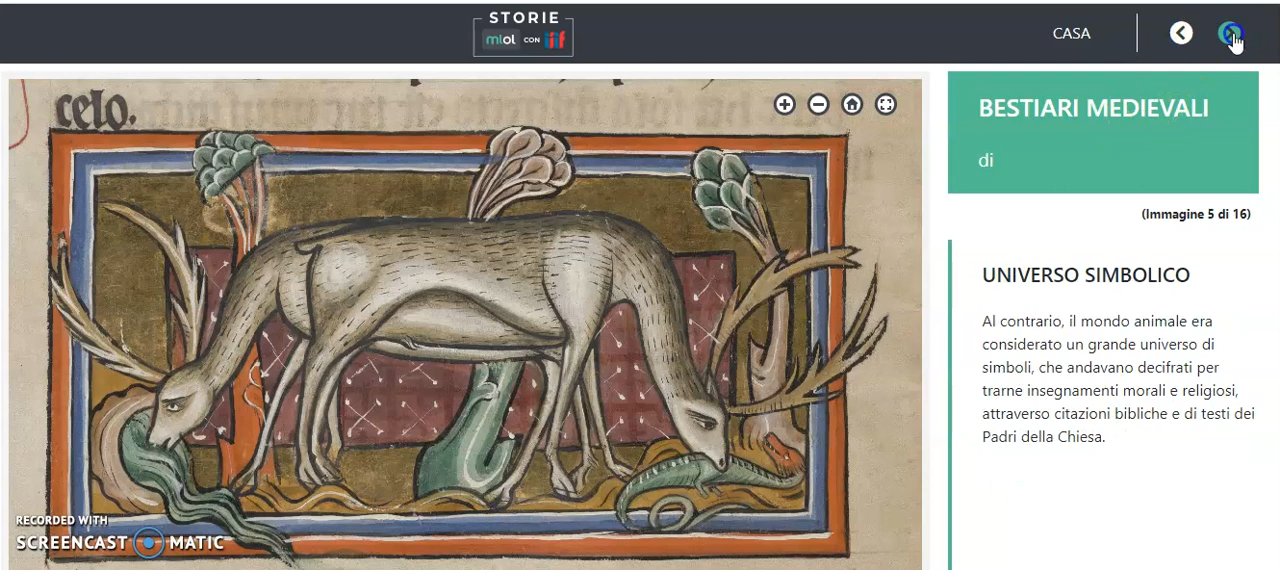 STORIE
mlol CON iiif
CASA
celo.
BESTIARI MEDIEVALI
di
(Immagine 5 di 16)
UNIVERSO SIMBOLICO
Al contrario, il mondo animale era
considerato un grande universo di
simboli, che andavano decifrati per
trarne insegnamenti morali e religiosi,
attraverso citazioni bibliche e di testi dei
Padri della Chiesa.
RECORDED WITH
SCREENCAST MATIC